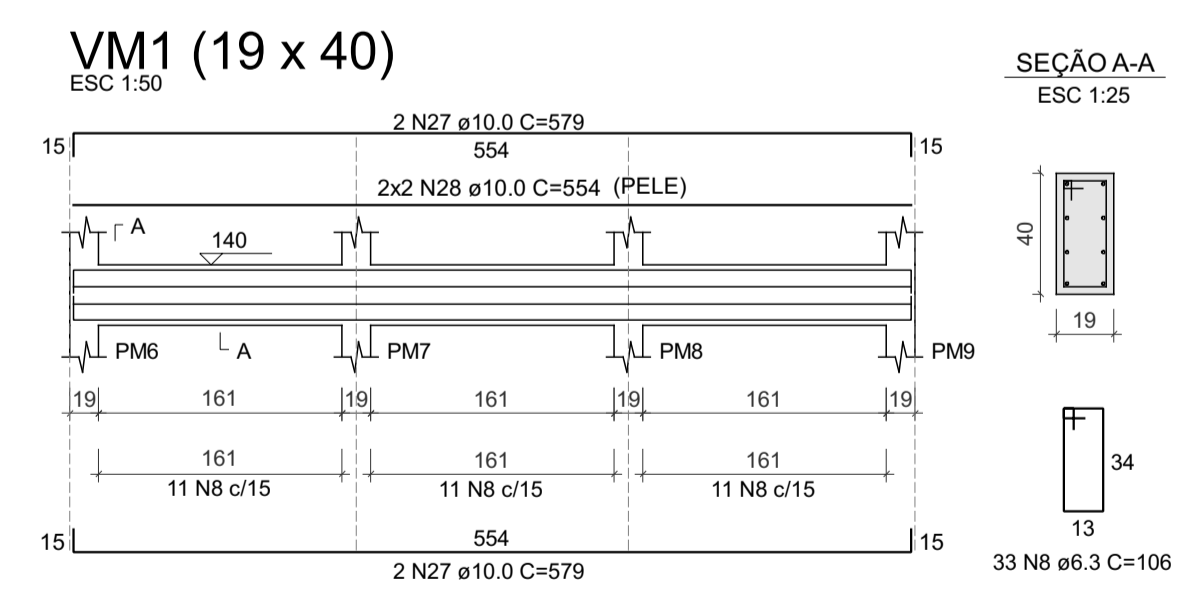 VM1 (19 x 40)
ESC 1:50
SEÇÃO A-A
ESC 1:25
2 N27 ø10.0 C=579
15
554
15
2x2 N28 ø10.0 C=554 (PELE)
A
140
40
19
A
PM6
PM7
PM8
PM9
19
161
19
161
19
161
19
161
11 N8 c/15
161
11 N8 c/15
161
11 N8 c/15
34
13
33 N8 ø6.3 C=106
15
554
15
2 N27 ø10.0 C=579